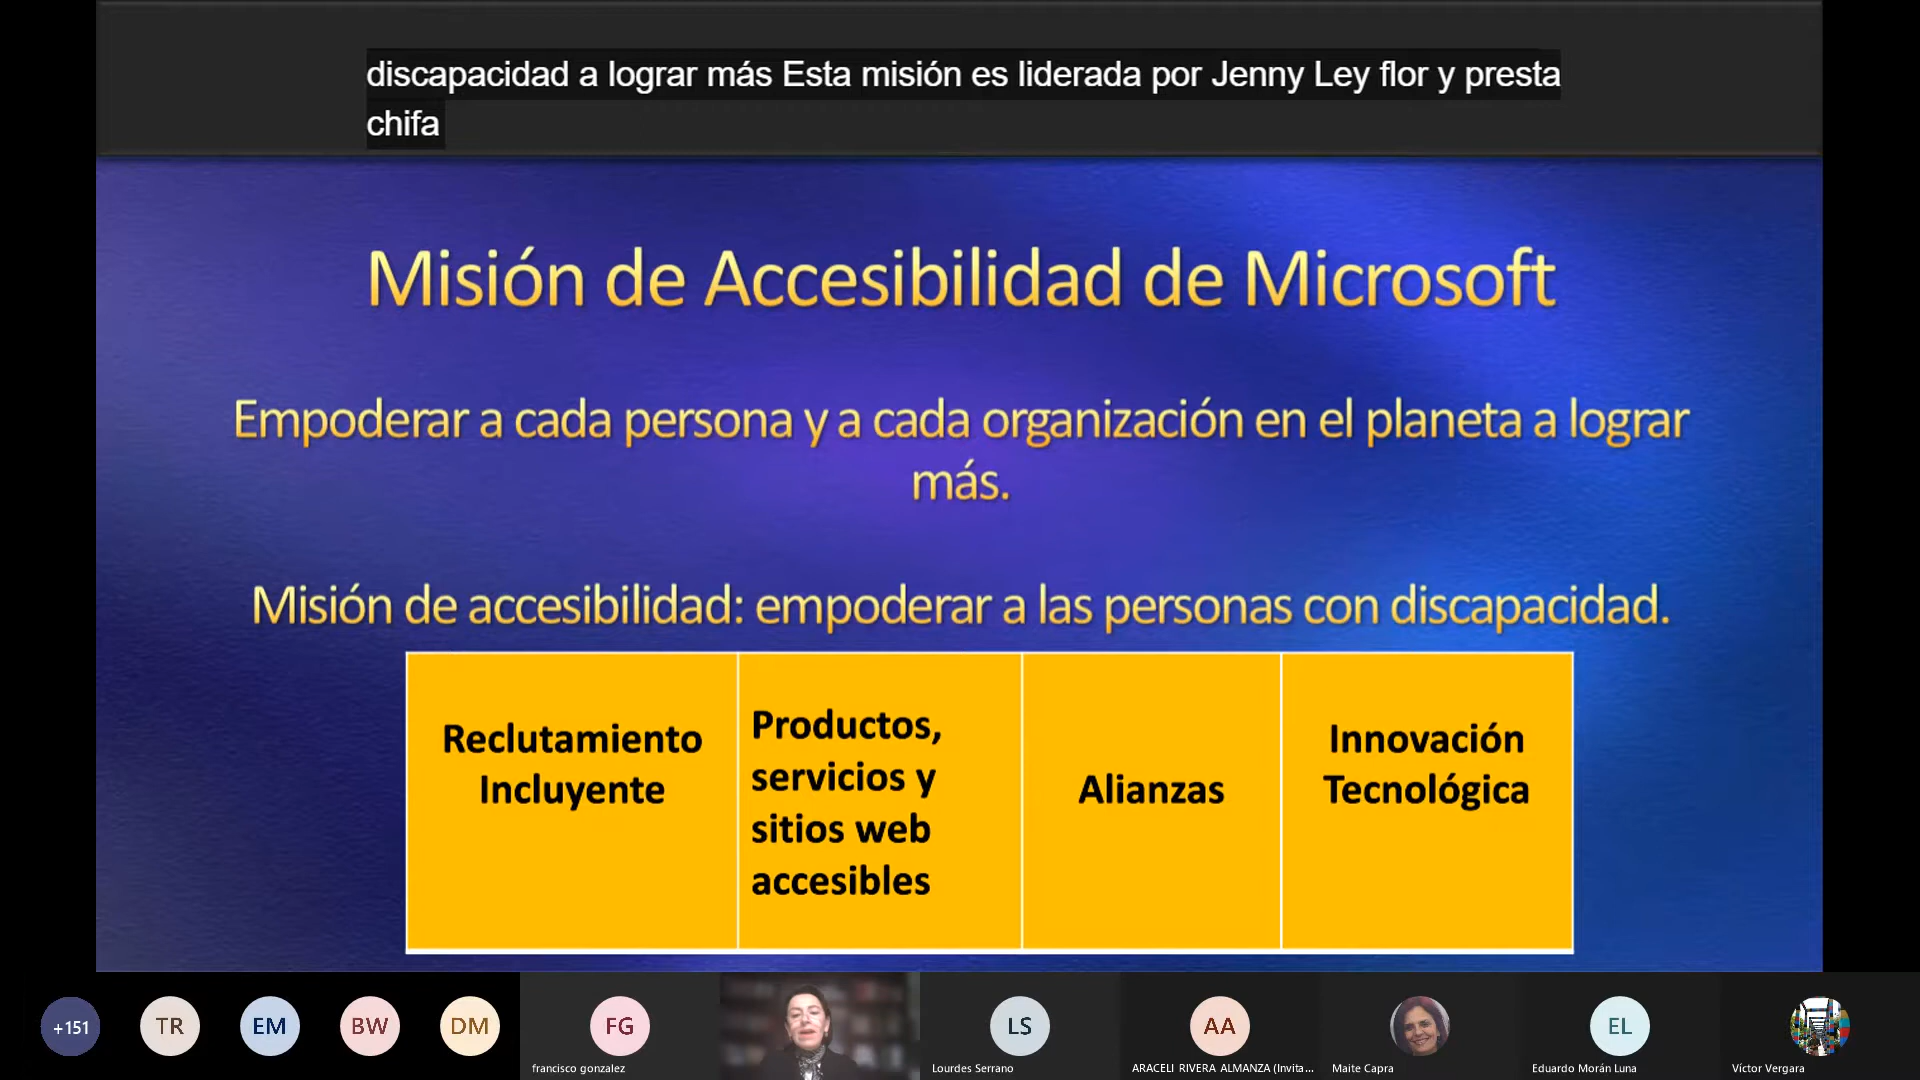 discapacidad a lograr más Esta misión es liderada por Jenny Ley flor y presta
chifa
Misión de Accesibilidad de Microsoft
Empoderar a cada persona y a cada organización en el planeta a lograr
más.
Misión de accesibilidad: empoderar a las personas con discapacidad.
Reclutamiento
Incluyente
Productos,
servicios y
sitios web
accesibles
Alianzas
Innovación
Tecnológica
+151
TR
EM
BW
DM
FG
francisco gonzalez
LS
Lourdes Serrano
AA
ARACELI RIVERA ALMANZA (Invita...
Maite Capra
EL
Eduardo Morán Luna
Víctor Vergara